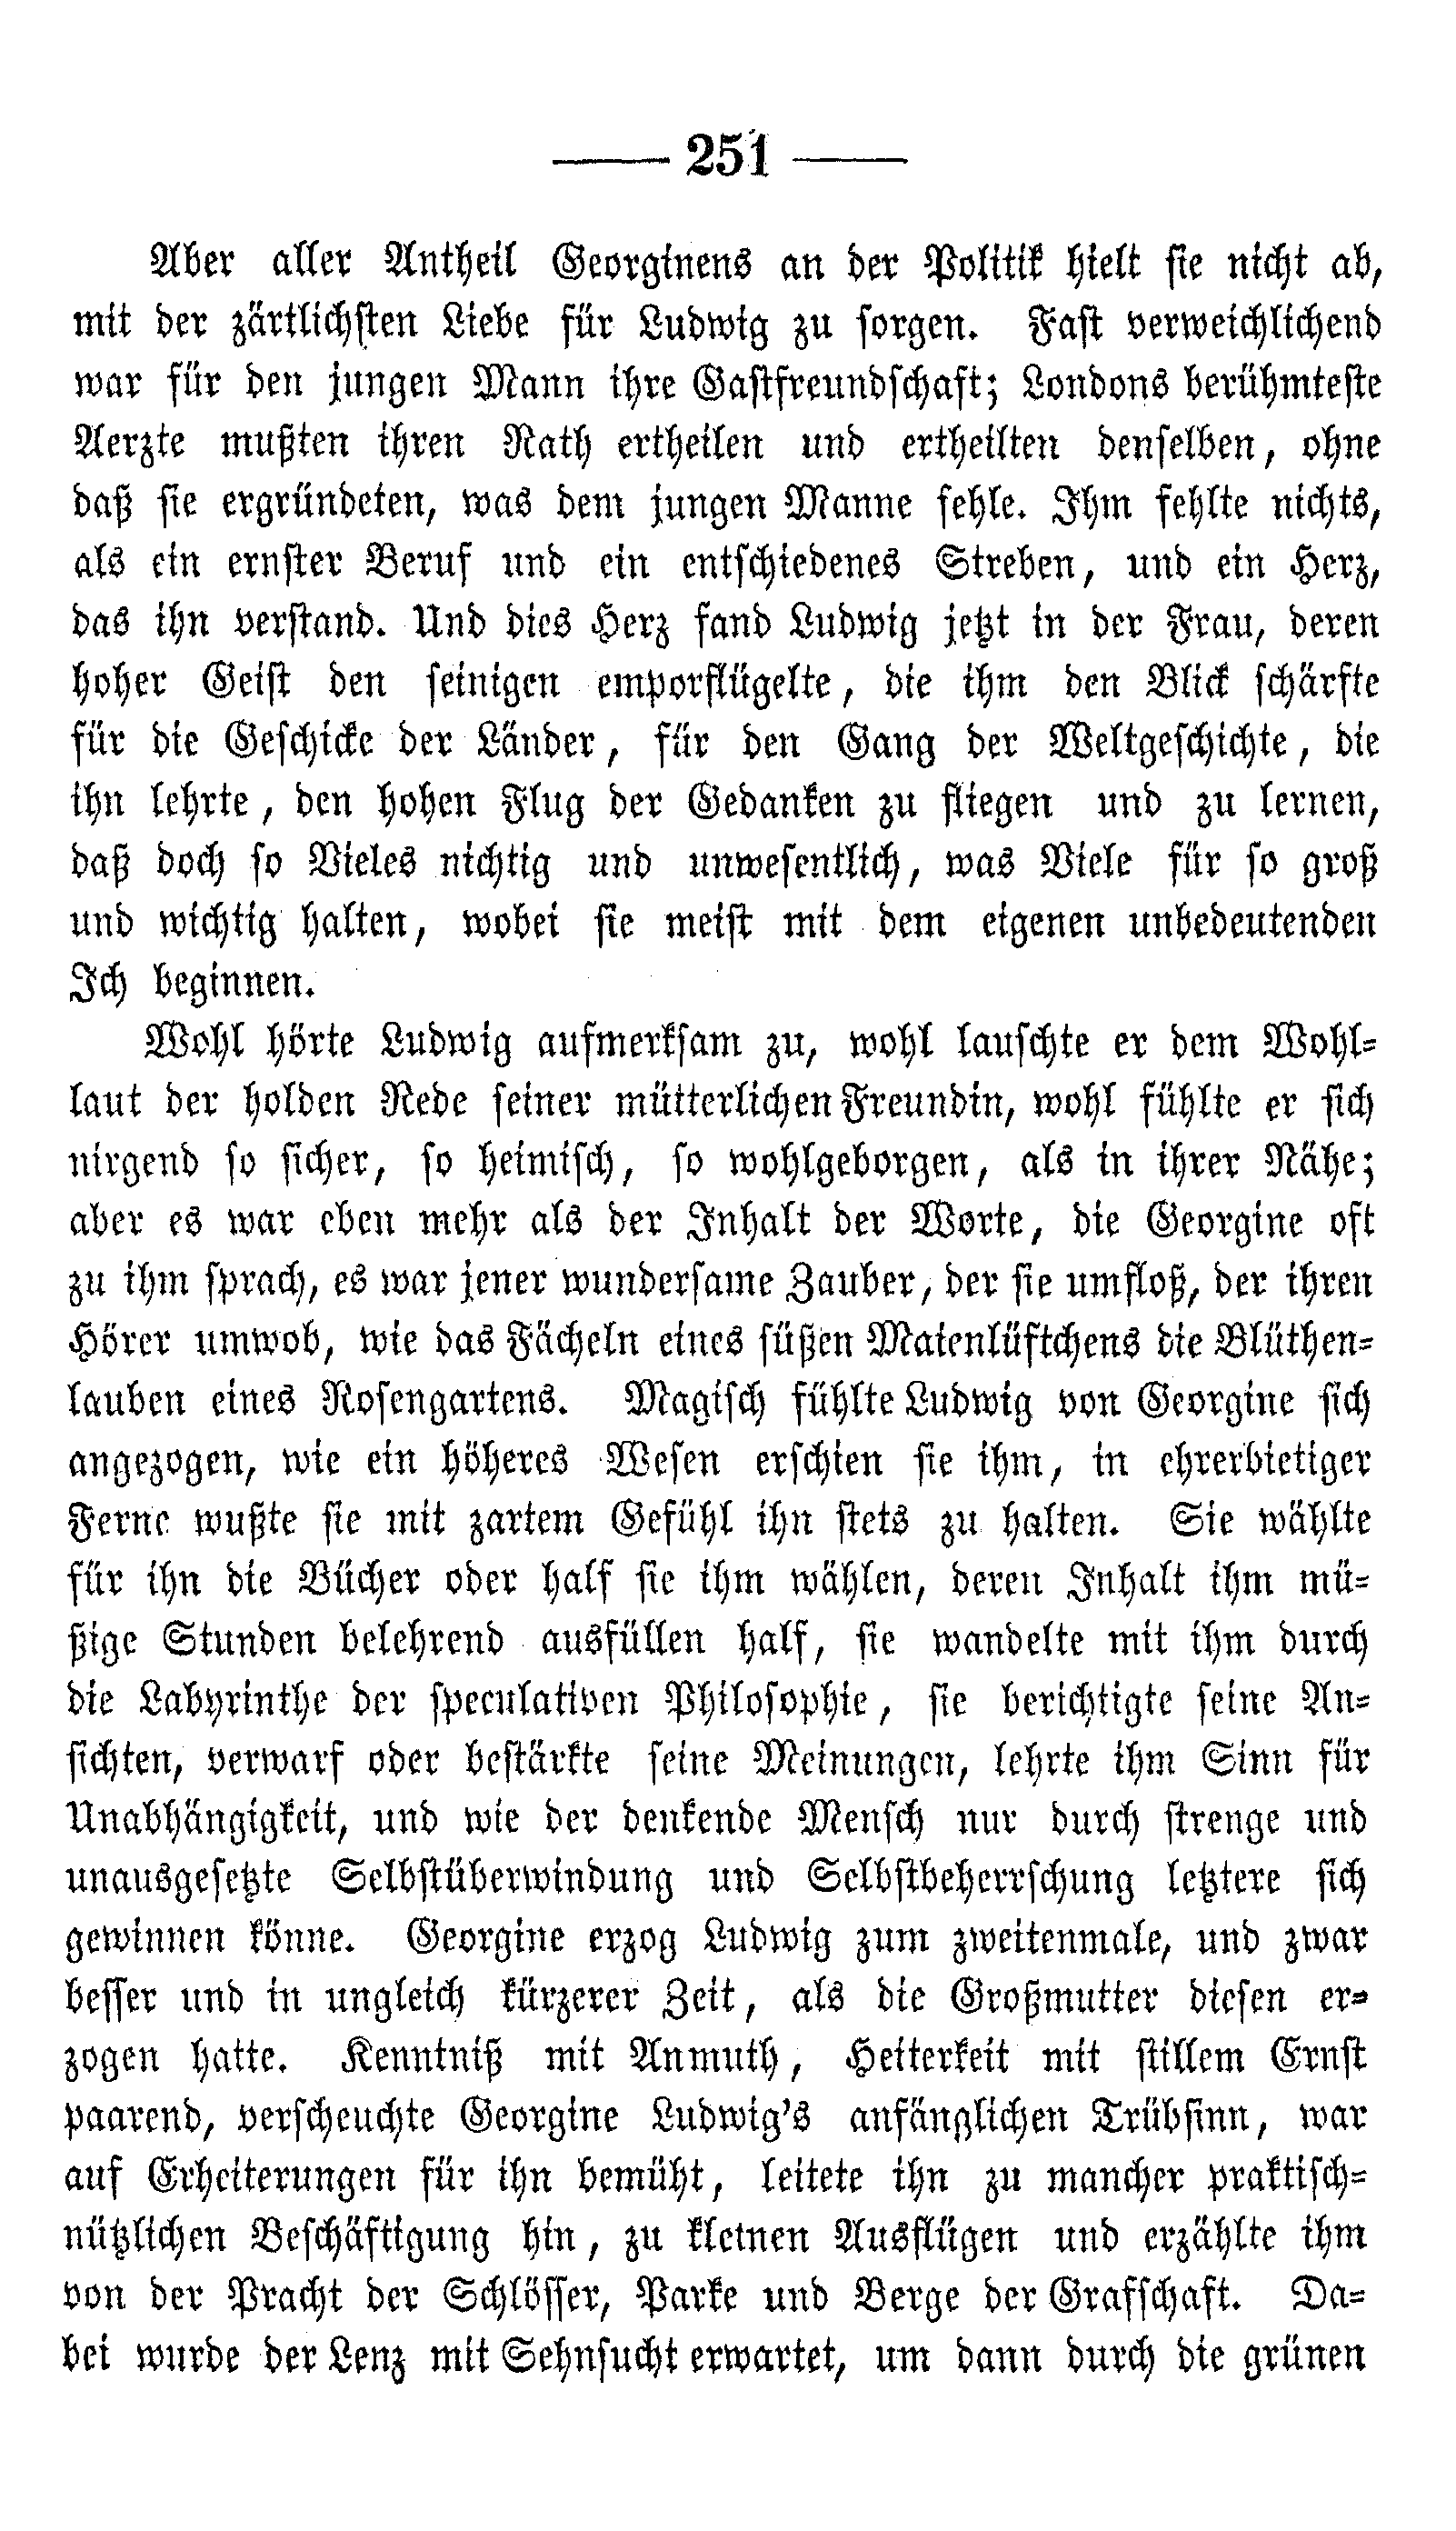 251
Aber aller Antheil Georginens an der Politik hielt sie nicht ab,
mit der zärtlichsten Liebe für Ludwig zu sorgen. Fast verweichlichend
war für den jungen Mann ihre Gastfreundschaft; Londons berühmteste
Aerzte mußten ihren Rath ertheilen und ertheilten denselben, ohne
daß sie ergründeten, was dem jungen Manne fehle. Ihm fehlte nichts,
als ein ernster Beruf und ein entschiedenes Streben, und ein Herz,
das ihn verstand. Und dies Herz fand Ludwig jetzt in der Frau, deren
hoher Geist den seinigen emporflügelte, die ihm den Blick schärfte
für die Geschicke der Länder, für den Gang der Weltgeschichte, die
ihn lehrte, den hohen Flug der Gedanken zu fliegen und zu lernen,
daß doch so Vieles nichtig und unwesentlich, was Viele für so groß
und wichtig halten, wobei sie meist mit dem eigenen unbedeutenden
Ich beginnen.
Wohl hörte Ludwig aufmerksam zu, wohl lauschte er dem Wohl-
laut der holden Rede seiner mütterlichen Freundin, wohl fühlte er sich
nirgend so sicher, so heimisch, so wohlgeborgen, als in ihrer Nähe;
aber es war eben mehr als der Inhalt der Worte, die Georgine oft
zu ihm sprach, es war jener wundersame Zauber, der sie umfloß, der ihren
Hörer umwob, wie das Fächeln eines süßen Maienlüftchens die Blüthen-
lauben eines Rosengartens. Magisch fühlte Ludwig von Georgine sich
angezogen, wie ein höheres Wesen erschien sie ihm, in ehrerbietiger
Ferne wußte sie mit zartem Gefühl ihn stets zu halten. Sie wählte
für ihn die Bücher oder half sie ihm wählen, deren Inhalt ihm mü-
ßige Stunden belehrend ausfüllen half, sie wandelte mit ihm durch
die Labyrinthe der speculativen Philosophie, sie berichtigte seine An-
sichten, verwarf oder bestärkte seine Meinungen, lehrte ihm Sinn für
Unabhängigkeit, und wie der denkende Mensch nur durch strenge und
unausgesetzte Selbstüberwindung und Selbstbeherrschung letztere sich
gewinnen könne. Georgine erzog Ludwig zum zweitenmale, und zwar
besser und in ungleich kürzerer Zeit, als die Großmutter diesen er-
zogen hatte. Kenntniß mit Anmuth, Heiterkeit mit stillem Ernst
paarend, verscheuchte Georgine Ludwig's anfänglichen Trübsinn, war
auf Erheiterungen für ihn bemüht, leitete ihn zu mancher praktisch-
nützlichen Beschäftigung hin, zu kleinen Ausflügen und erzählte ihm
von der Pracht der Schlösser, Parke und Berge der Grafschaft. Da-
bei wurde der Lenz mit Sehnsucht erwartet, um dann durch die grünen